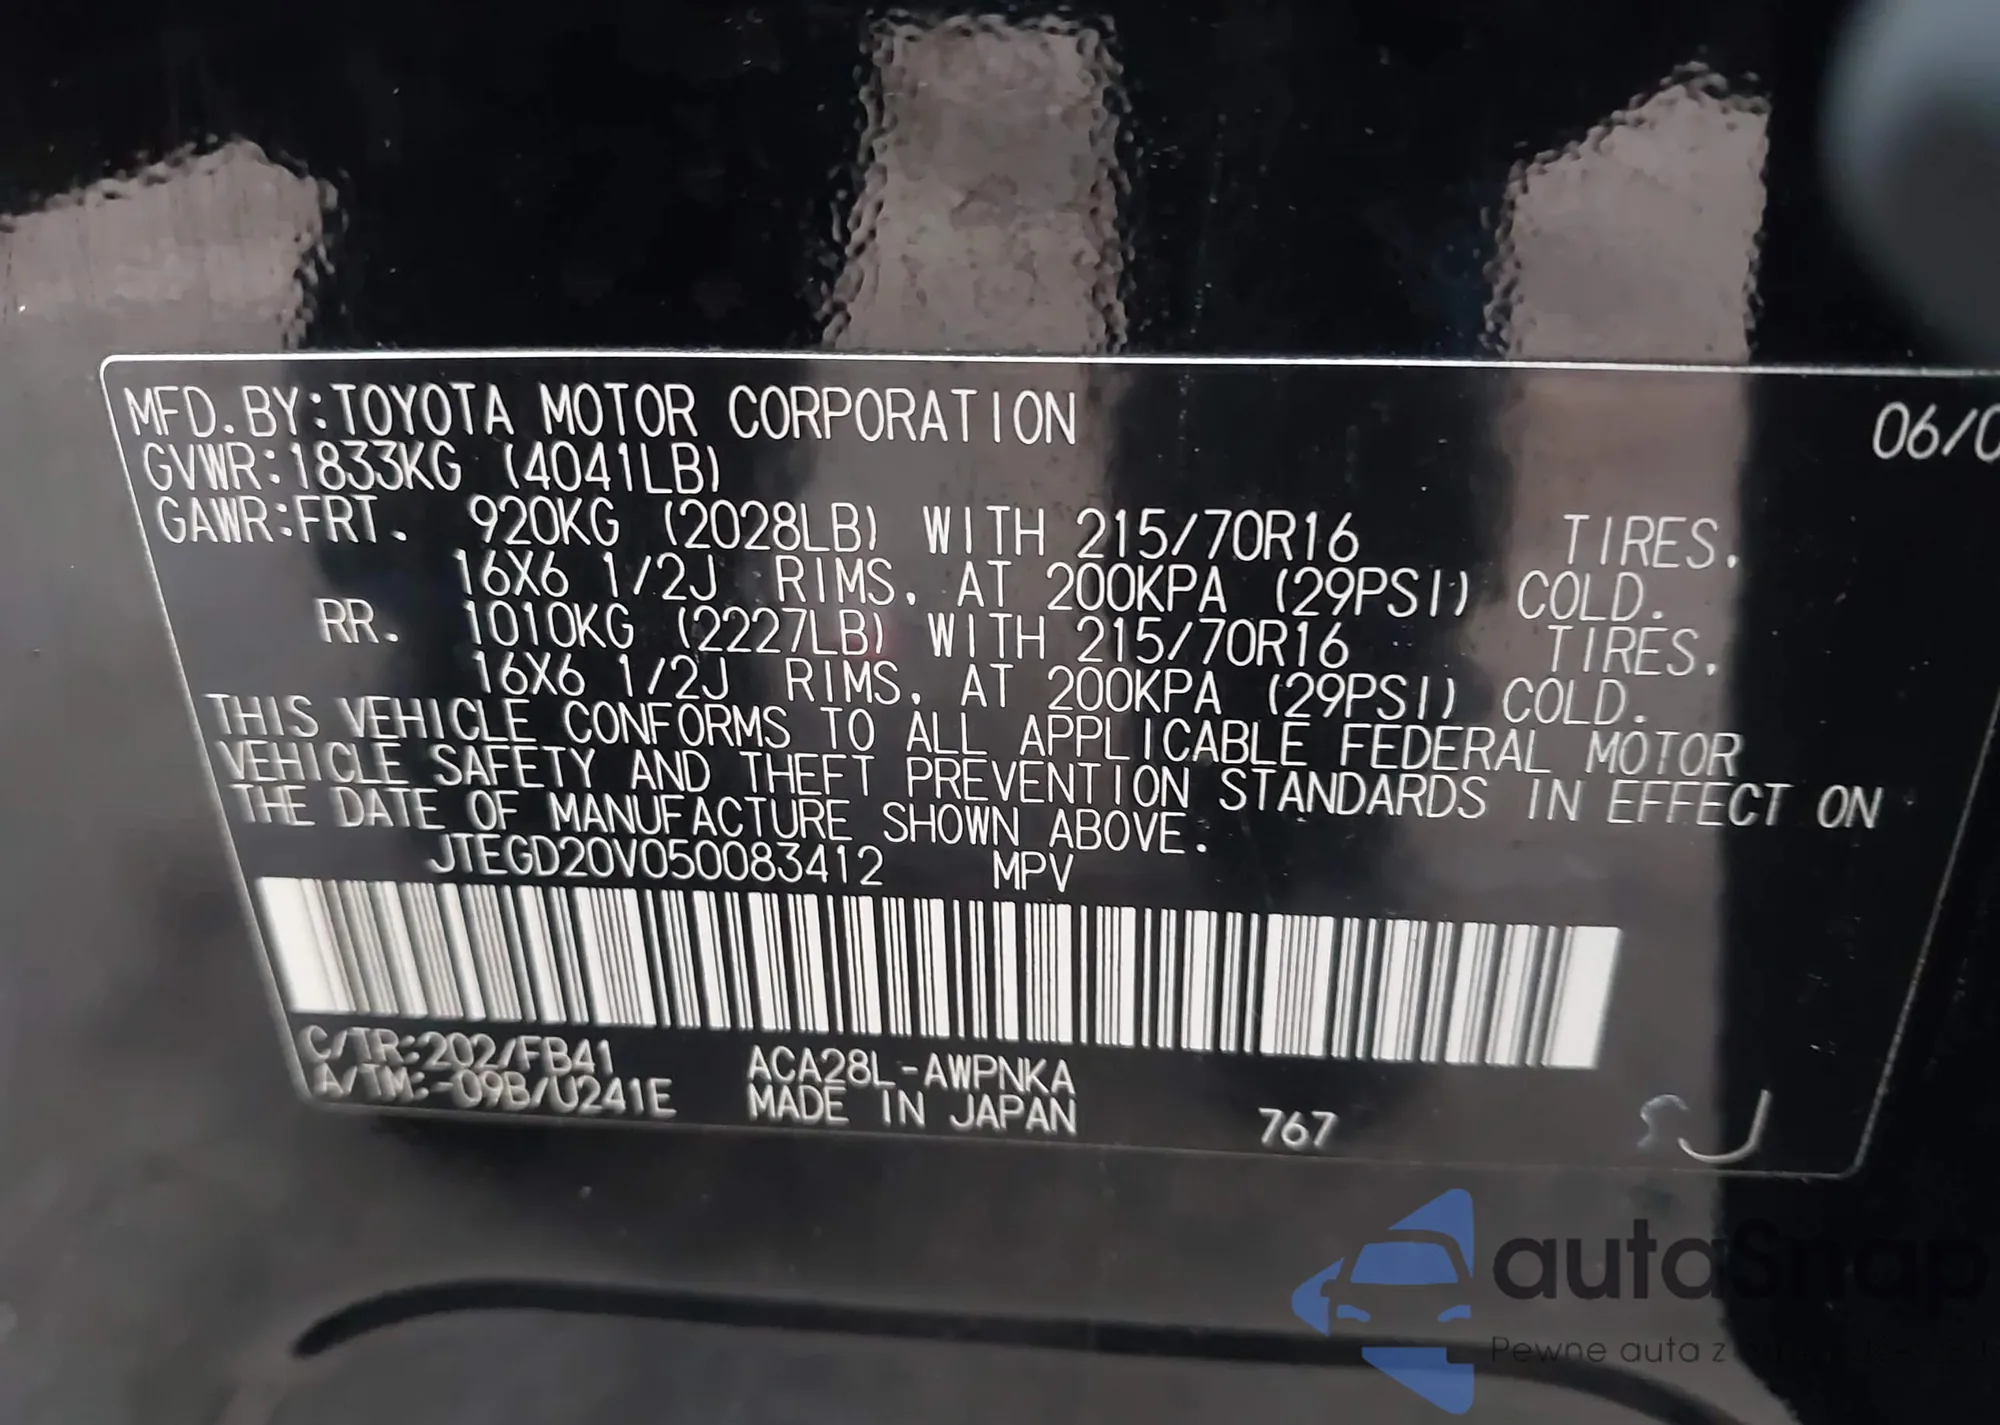 MFD. BY: TOYOTA MOTOR CORPORATION 06/0
GVWR: 1833KG (4041LB)
GAWR: FRT. 920KG (2028LB) WITH 215/70R16 TIRES,
16X6 1/2J RIMS, AT 200KPA (29PSI) COLD.
RR. 1010KG (2227LB) WITH 215/70R16 TIRES,
16X6 1/2J RIMS, AT 200KPA (29PSI) COLD.
THIS VEHICLE CONFORMS TO ALL APPLICABLE FEDERAL MOTOR
VEHICLE SAFETY AND THEFT PREVENTION STANDARDS IN EFFECT ON
THE DATE OF MANUFACTURE SHOWN ABOVE.
JTEGD20V050083412 MPV
C/TR: 202/FB41 ACA28L-AWPNKA
A/TM: -09B/U241E MADE IN JAPAN 767
SJ
autaSnap
Pewne auta z